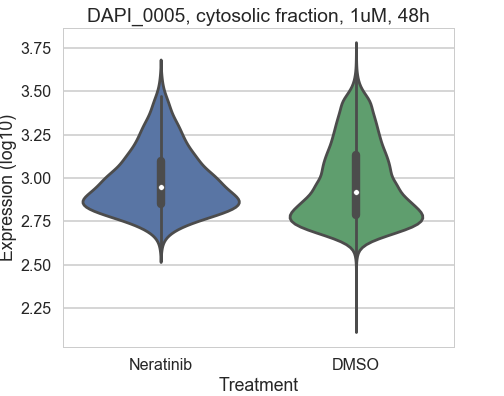 DAPI_0005, cytosolic fraction, 1uM, 48h
3.75
3.50
3.25
3.00
2.75
2.50
2.25
Expression (log10)
Neratinib DMSO
Treatment